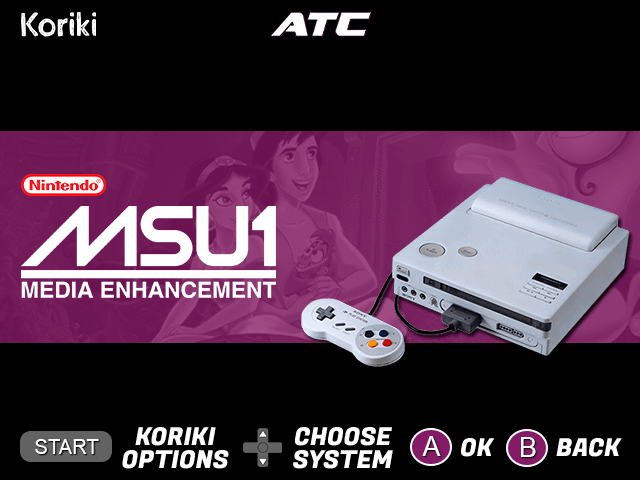 Koriki
ATC
Nintendo
MSU1
MEDIA ENHANCEMENT
START
KORIKI
OPTIONS
CHOOSE
SYSTEM
A OK
B BACK